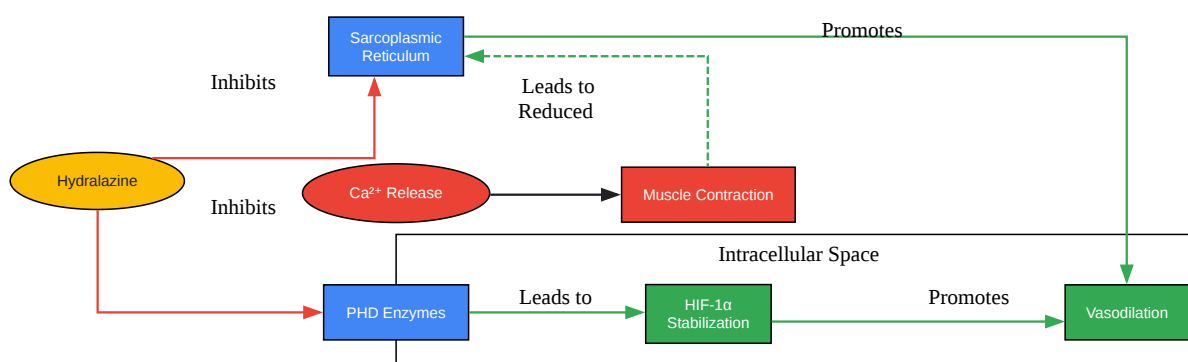 Promotes
Sarcoplasmic
Reticulum
Inhibits
Leads to
Reduced
Hydralazine
Ca²⁺ Release
Muscle Contraction
Inhibits
Intracellular Space
PHD Enzymes
Leads to
HIF-1α
Stabilization
Promotes
Vasodilation